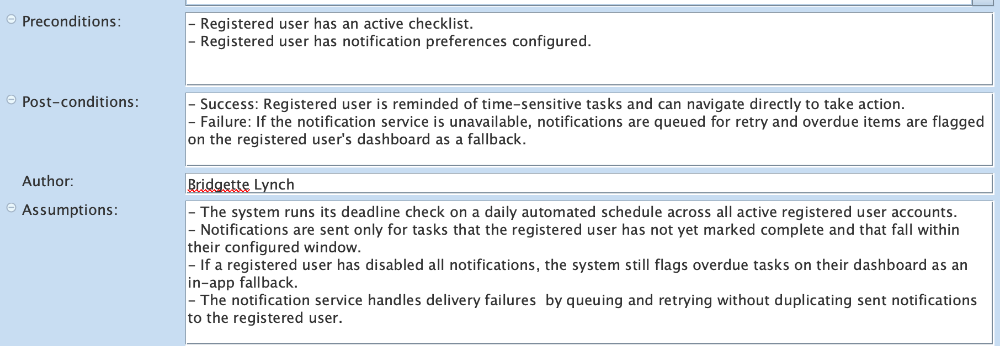 Preconditions:
– Registered user has an active checklist.
– Registered user has notification preferences configured.
Post–conditions:
– Success: Registered user is reminded of time–sensitive tasks and can navigate directly to take action.
– Failure: If the notification service is unavailable, notifications are queued for retry and overdue items are flagged
on the registered user's dashboard as a fallback.
Author:
Bridgette Lynch
Assumptions:
– The system runs its deadline check on a daily automated schedule across all active registered user accounts.
– Notifications are sent only for tasks that the registered user has not yet marked complete and that fall within
their configured window.
– If a registered user has disabled all notifications, the system still flags overdue tasks on their dashboard as an
in–app fallback.
– The notification service handles delivery failures  by queuing and retrying without duplicating sent notifications
to the registered user.